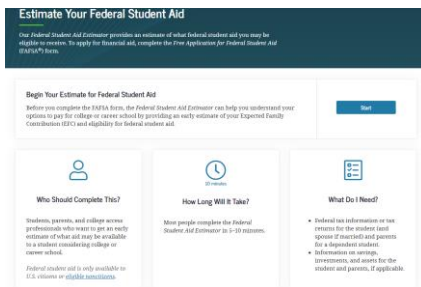 Estimate Your Federal Student Aid
Our Federal Student Aid Estimator provides an estimate of what federal student aid you may be
eligible to receive. To apply for financial aid, complete the Free Application for Federal Student Aid
(FAFSA®) form.
Begin Your Estimate for Federal Student Aid
Before you complete the FAFSA form, the Federal Student Aid Estimator can help you understand your
options to pay for college or career school by providing an early estimate of your Expected Family
Contribution (EFC) and eligibility for federal student aid.
Start
Who Should Complete This?
Students, parents, and college access
professionals who want to get an early
estimate of what aid may be available
to a student considering college or
career school.
Federal student aid is only available to
U.S. citizens or eligible noncitizens.
10 minutes
How Long Will It Take?
Most people complete the Federal
Student Aid Estimator in 5–10 minutes.
What Do I Need?
• Federal tax information or tax
returns for the student (and
spouse if married) and parents
for a dependent student.
• Information on savings,
investments, and assets for the
student and parents, if applicable.